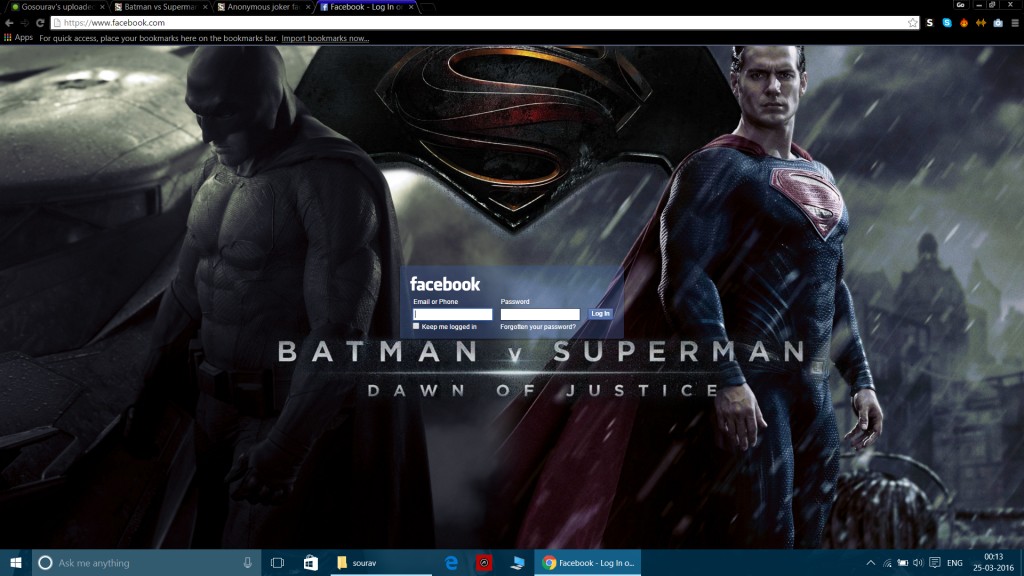 Gosourav's uploaded
Batman vs Superman
Anonymous joker fa
Facebook - Log In o
Go
https://www.facebook.com
S
Apps
For quick access, place your bookmarks here on the bookmarks bar. Import bookmarks now...
facebook
Email or Phone
Password
Log In
Keep me logged in
Forgotten your password?
BATMAN v SUPERMAN
DAWN OF JUSTICE
Ask me anything
sourav
Facebook - Log In o...
ENG
00:13
25-03-2016